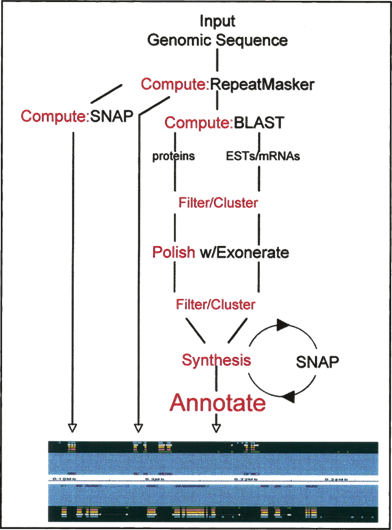 Input
Genomic Sequence
Compute:RepeatMasker
Compute:SNAP
Compute:BLAST
proteins ESTs/mRNAs
Filter/Cluster
Polish w/Exonerate
Filter/Cluster
Synthesis SNAP
Annotate